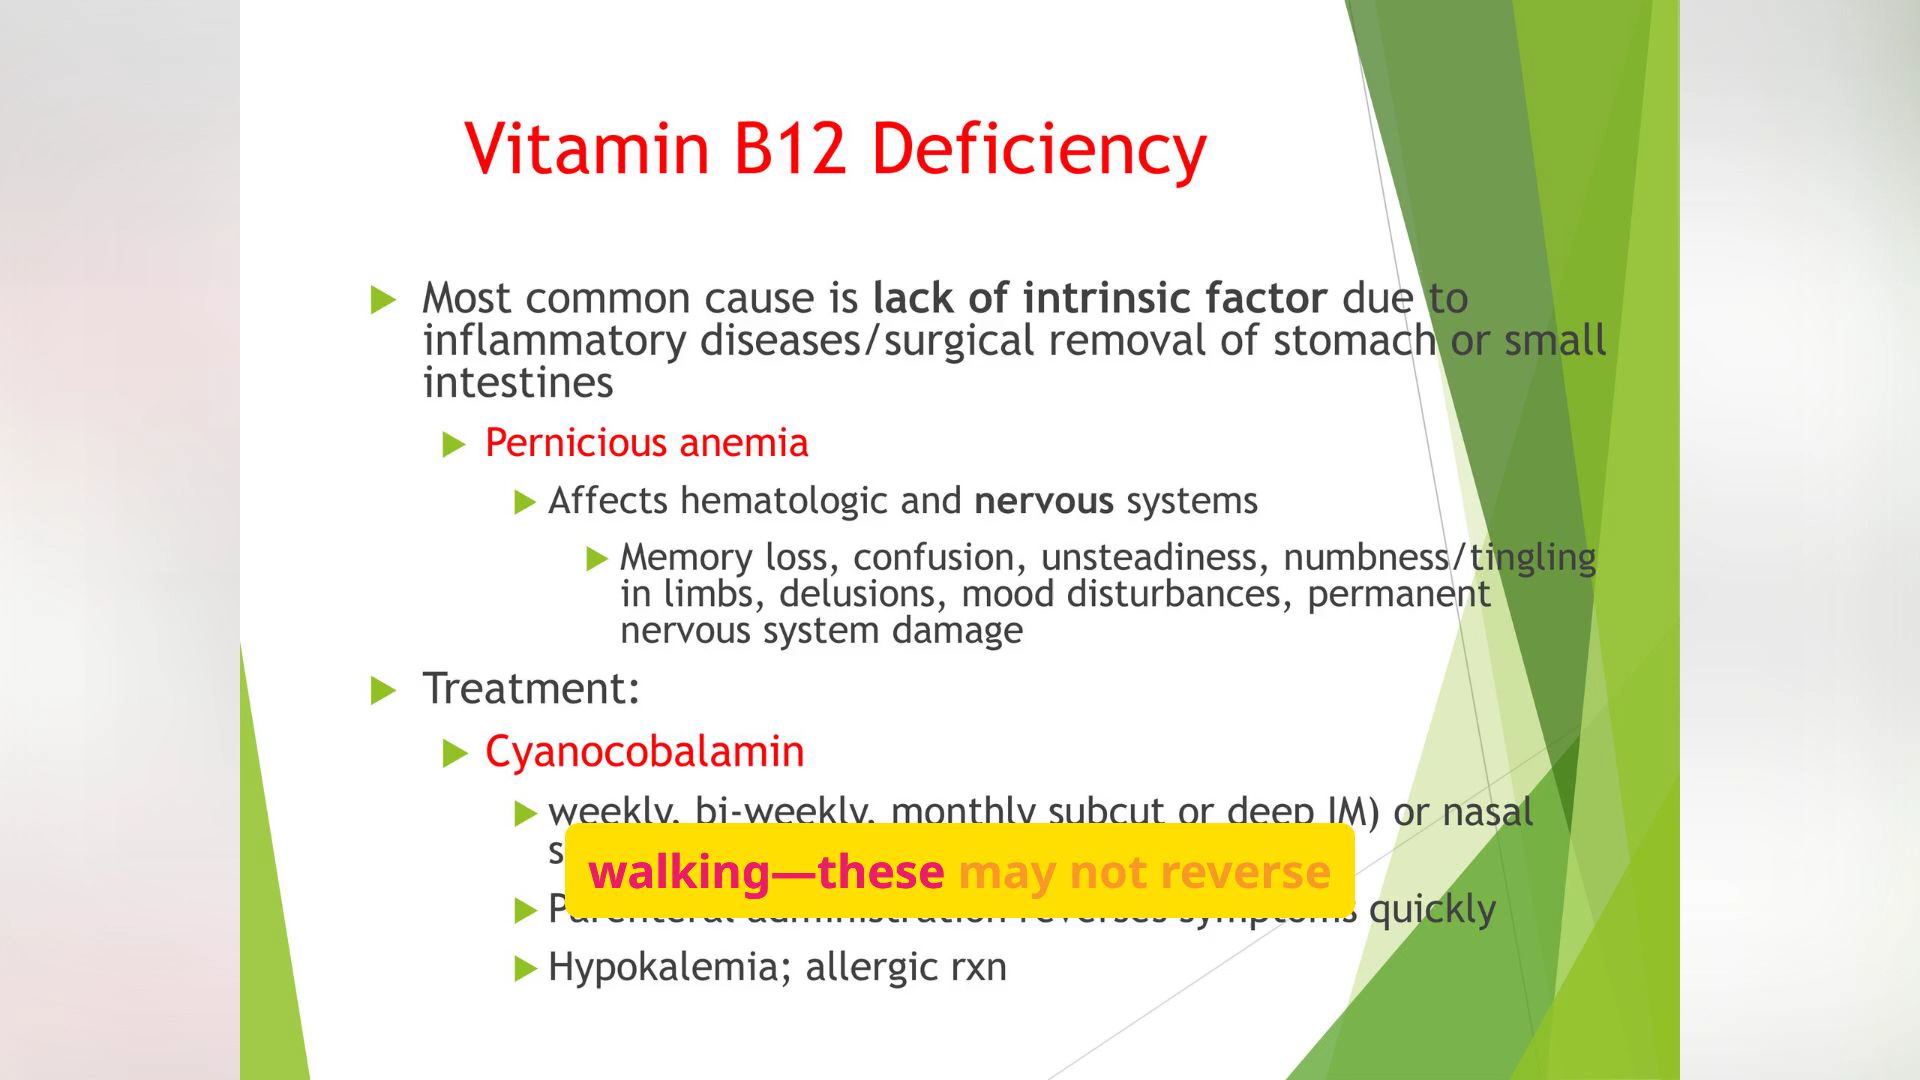 Vitamin B12 Deficiency
Most common cause is lack of intrinsic factor due to
inflammatory diseases/surgical removal of stomach or small
intestines
Pernicious anemia
Affects hematologic and nervous systems
Memory loss, confusion, unsteadiness, numbness/tingling
in limbs, delusions, mood disturbances, permanent
nervous system damage
Treatment:
Cyanocobalamin
weekly, bi-weekly, monthly subcut or deep IM) or nasal
walking—these may not reverse
Parenteral administration reverses symptoms quickly
Hypokalemia; allergic rxn